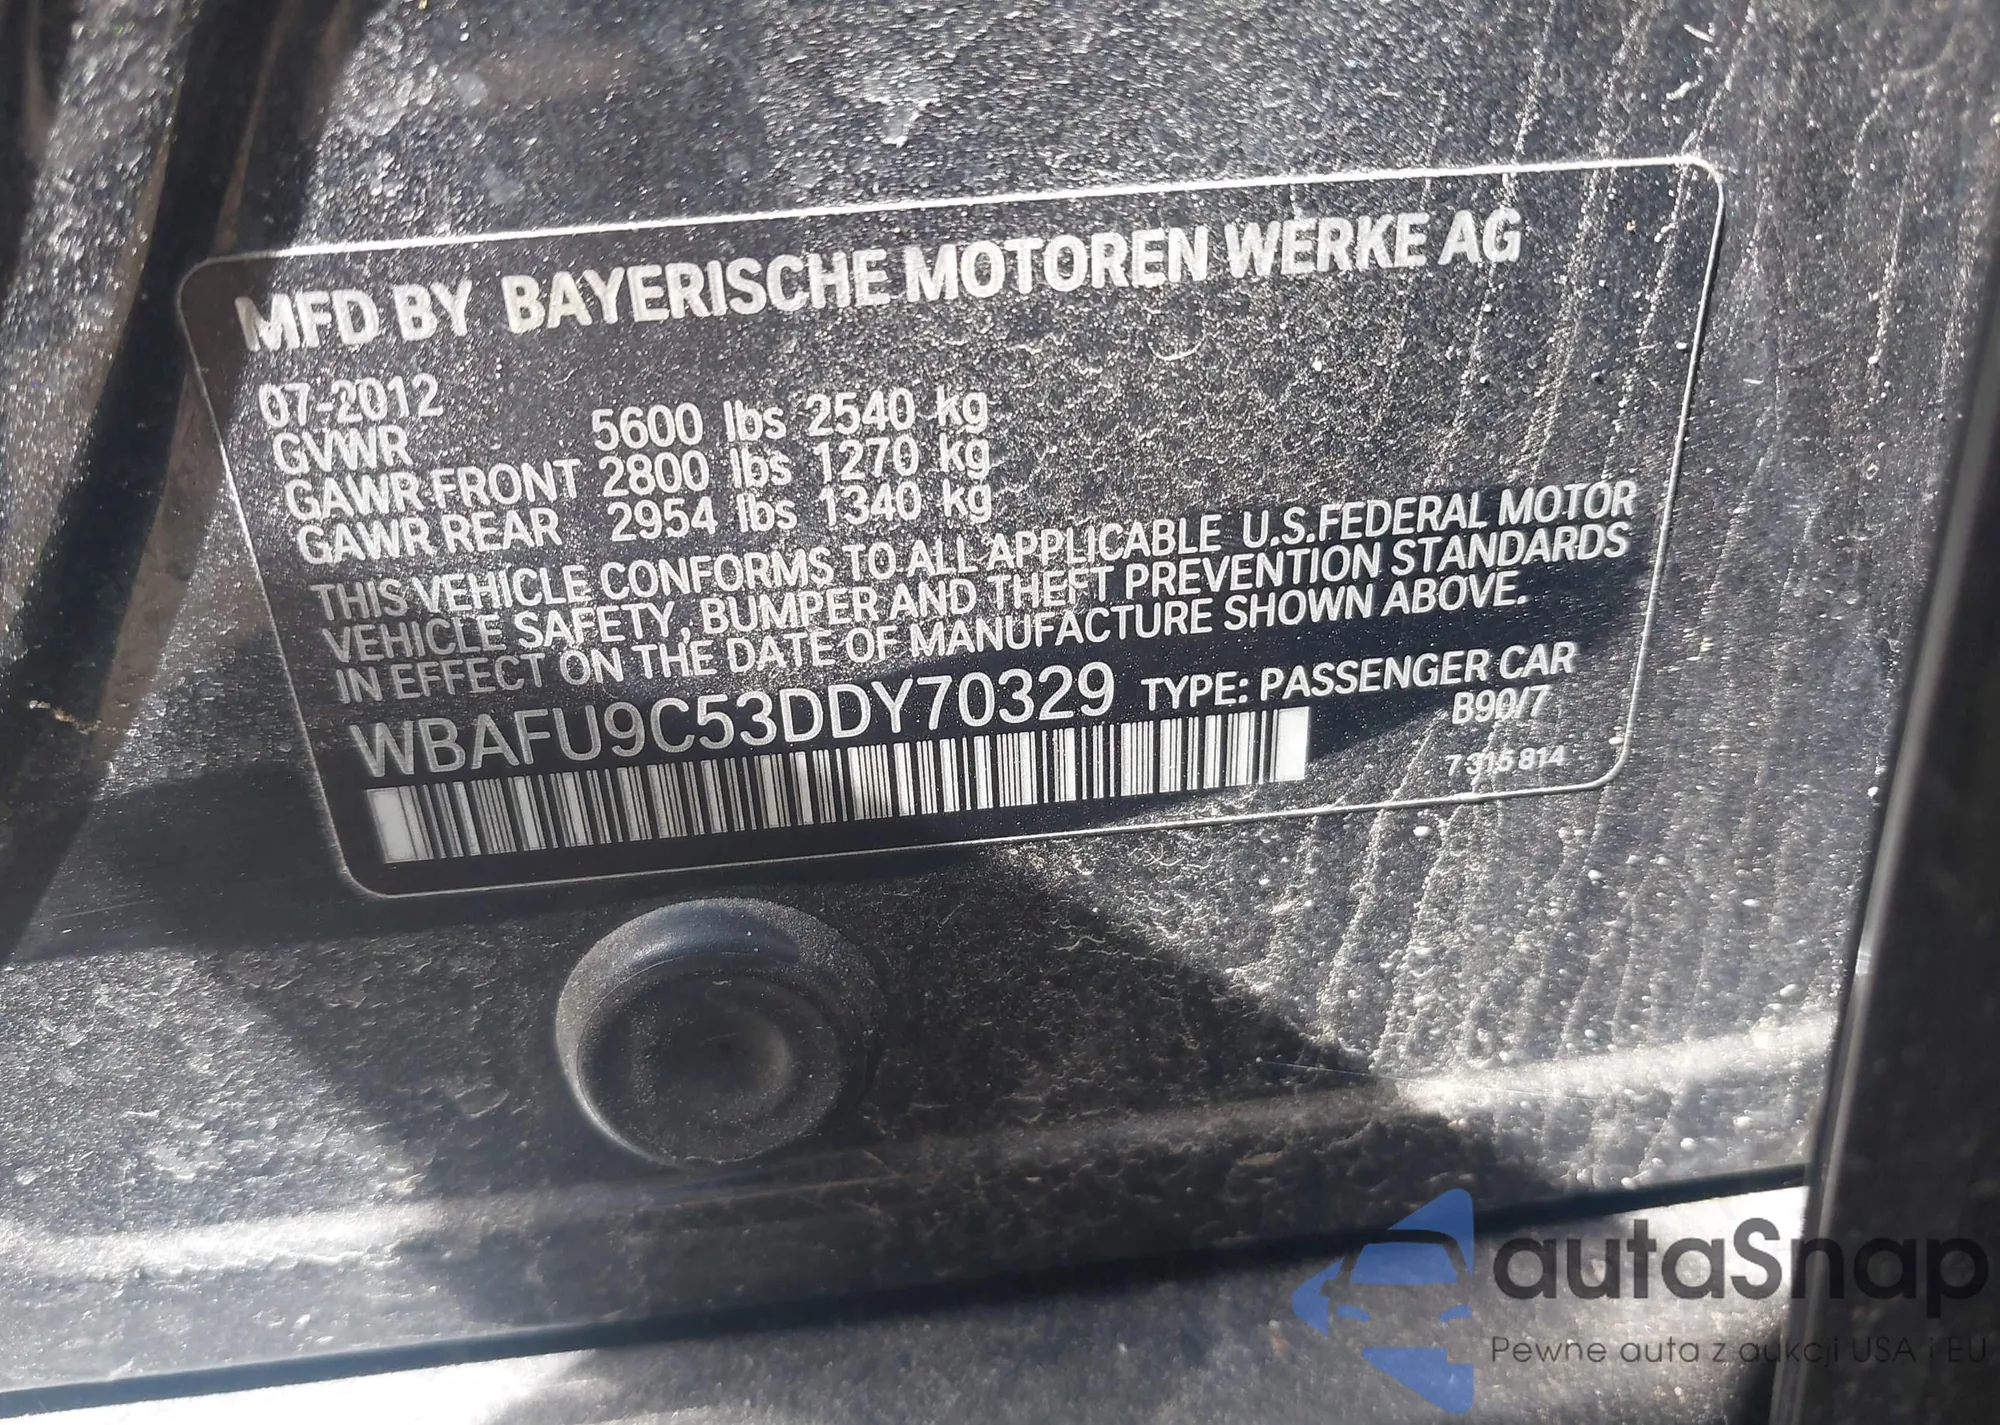 MFD BY BAYERISCHE MOTOREN WERKE AG
07-2012
GVWR 5600 lbs 2540 kg
GAWR FRONT 2800 lbs 1270 kg
GAWR REAR 2954 lbs 1340 kg
THIS VEHICLE CONFORMS TO ALL APPLICABLE U.S.FEDERAL MOTOR
VEHICLE SAFETY, BUMPER AND THEFT PREVENTION STANDARDS
IN EFFECT ON THE DATE OF MANUFACTURE SHOWN ABOVE.
WBAFU9C53DDY70329 TYPE: PASSENGER CAR
B90/7
7 315 814
autaSnap
Pewne auta z aukcji USA i EU